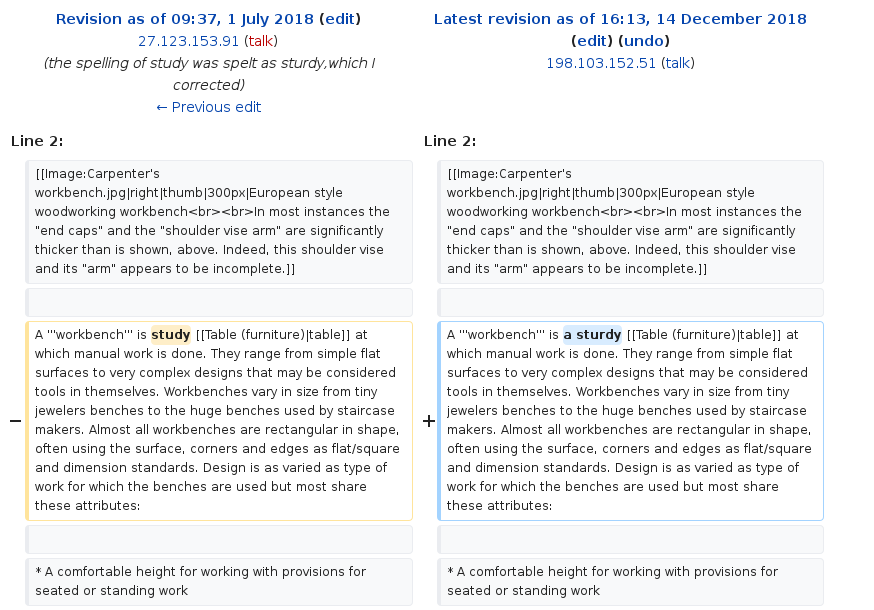 Revision as of 09:37, 1 July 2018 (edit)
27.123.153.91 (talk)
(the spelling of study was spelt as sturdy,which I
corrected)
← Previous edit
Latest revision as of 16:13, 14 December 2018
(edit) (undo)
198.103.152.51 (talk)
Line 2:
Line 2:
[[Image:Carpenter's
workbench.jpg|right|thumb|300px|European style
woodworking workbench<br><br>In most instances the
"end caps" and the "shoulder vise arm" are significantly
thicker than is shown, above. Indeed, this shoulder vise
and its "arm" appears to be incomplete.]]
[[Image:Carpenter's
workbench.jpg|right|thumb|300px|European style
woodworking workbench<br><br>In most instances the
"end caps" and the "shoulder vise arm" are significantly
thicker than is shown, above. Indeed, this shoulder vise
and its "arm" appears to be incomplete.]]
−
A '''workbench''' is study [[Table (furniture)|table]] at
which manual work is done. They range from simple flat
surfaces to very complex designs that may be considered
tools in themselves. Workbenches vary in size from tiny
jewelers benches to the huge benches used by staircase
makers. Almost all workbenches are rectangular in shape,
often using the surface, corners and edges as flat/square
and dimension standards. Design is as varied as type of
work for which the benches are used but most share
these attributes:
+
A '''workbench''' is a sturdy [[Table (furniture)|table]] at
which manual work is done. They range from simple flat
surfaces to very complex designs that may be considered
tools in themselves. Workbenches vary in size from tiny
jewelers benches to the huge benches used by staircase
makers. Almost all workbenches are rectangular in shape,
often using the surface, corners and edges as flat/square
and dimension standards. Design is as varied as type of
work for which the benches are used but most share
these attributes:
* A comfortable height for working with provisions for
seated or standing work
* A comfortable height for working with provisions for
seated or standing work